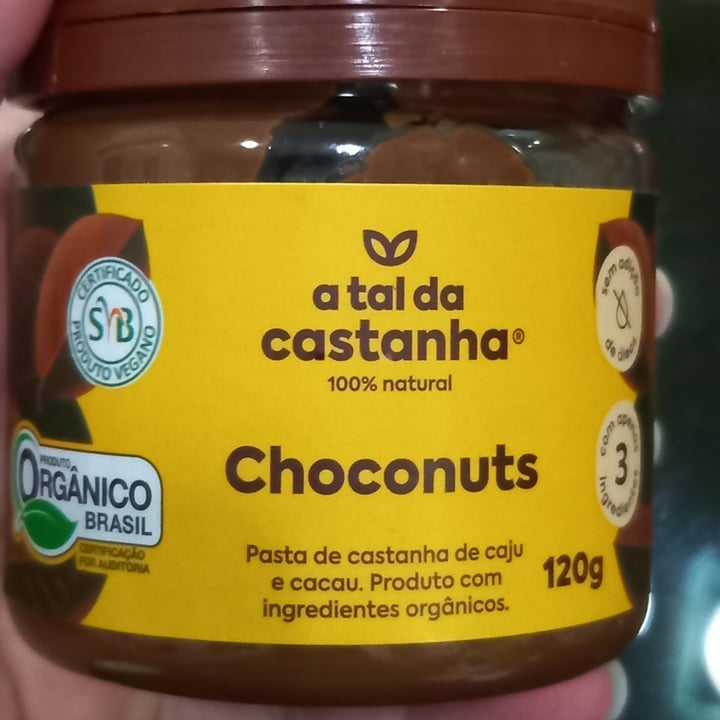 a tal da
castanha®
100% natural
Choconuts
Pasta de castanha de caju
e cacau. Produto com
ingredientes orgânicos.
120g
CERTIFICADO
SVB
PRODUTO VEGANO
PRODUTO
ORGÂNICO
BRASIL
CERTIFICAÇÃO
POR AUDITORIA
sem adição
de óleos
com apenas
3
ingredientes